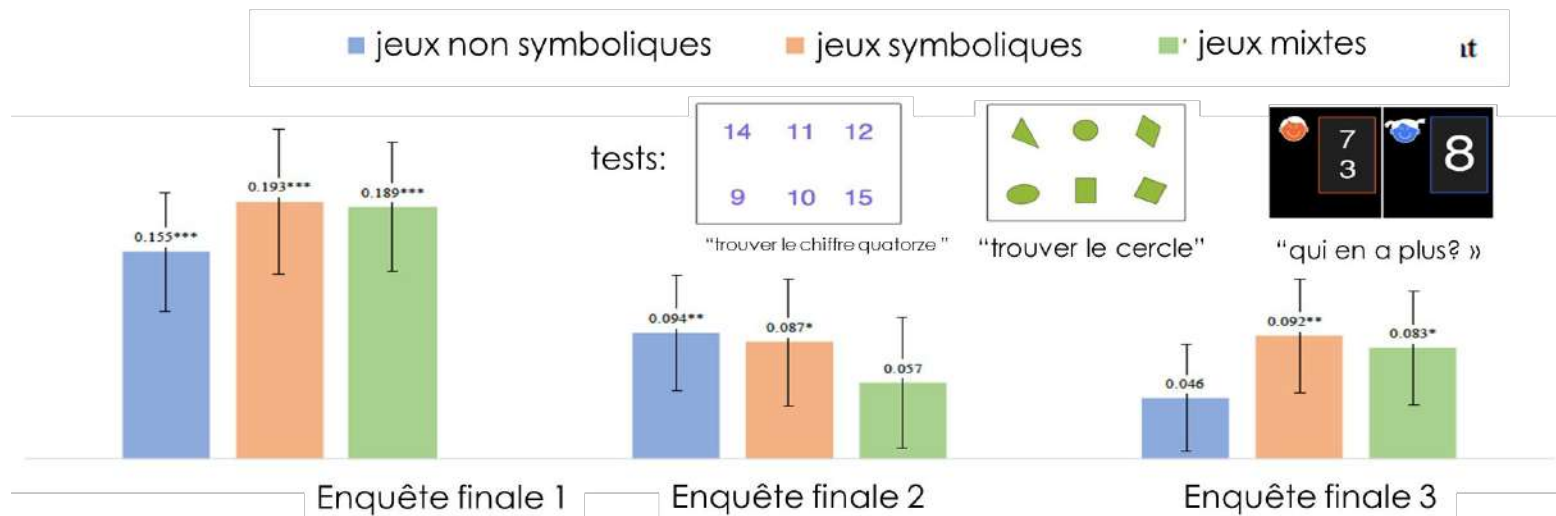 jeux non symboliques jeux symboliques jeux mixtes ıt
tests:
14 11 12
9 10 15
7
3
8
"trouver le chiffre quatorze " "trouver le cercle" "qui en a plus? »
0.155*** 0.193*** 0.189***
0.094** 0.087* 0.057
0.046 0.092** 0.083*
Enquête finale 1 Enquête finale 2 Enquête finale 3